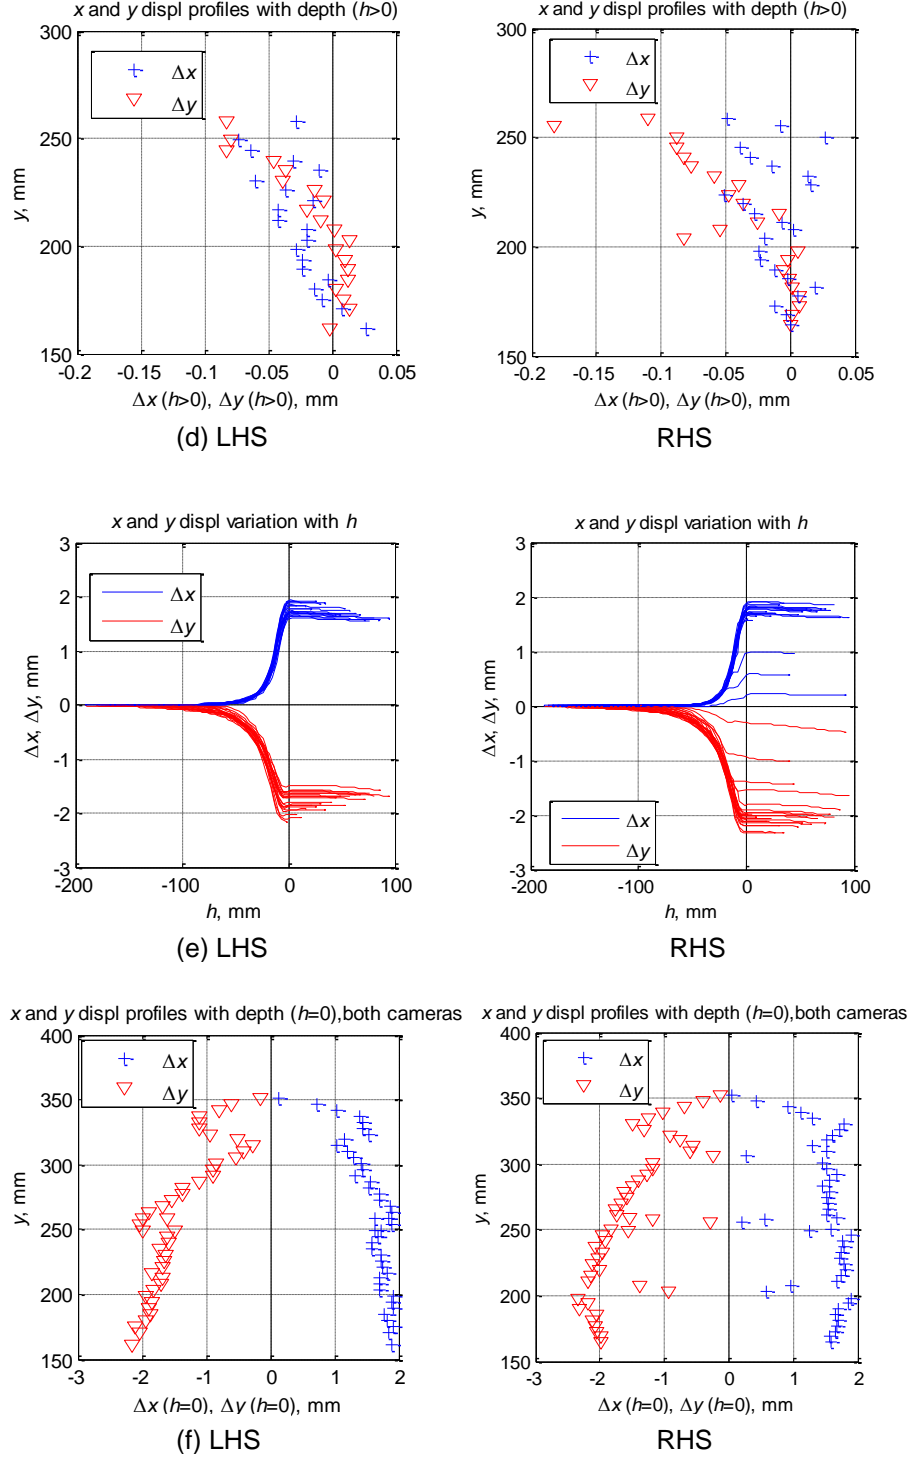 x and y displ profiles with depth (h>0)
300
250
200
150
y, mm
Δx
Δy
-0.2 -0.15 -0.1 -0.05 0 0.05
Δx (h>0), Δy (h>0), mm
(d) LHS
x and y displ profiles with depth (h>0)
300
250
200
150
y, mm
Δx
Δy
-0.2 -0.15 -0.1 -0.05 0 0.05
Δx (h>0), Δy (h>0), mm
RHS
x and y displ variation with h
3
2
1
0
-1
-2
-3
Δx, Δy, mm
Δx
Δy
-200 -100 0 100
h, mm
(e) LHS
x and y displ variation with h
3
2
1
0
-1
-2
-3
Δx, Δy, mm
Δx
Δy
-200 -100 0 100
h, mm
RHS
x and y displ profiles with depth (h=0),both cameras
400
350
300
250
200
150
y, mm
Δx
Δy
-3 -2 -1 0 1 2
Δx (h=0), Δy (h=0), mm
(f) LHS
x and y displ profiles with depth (h=0),both cameras
400
350
300
250
200
150
y, mm
Δx
Δy
-3 -2 -1 0 1 2
Δx (h=0), Δy (h=0), mm
RHS